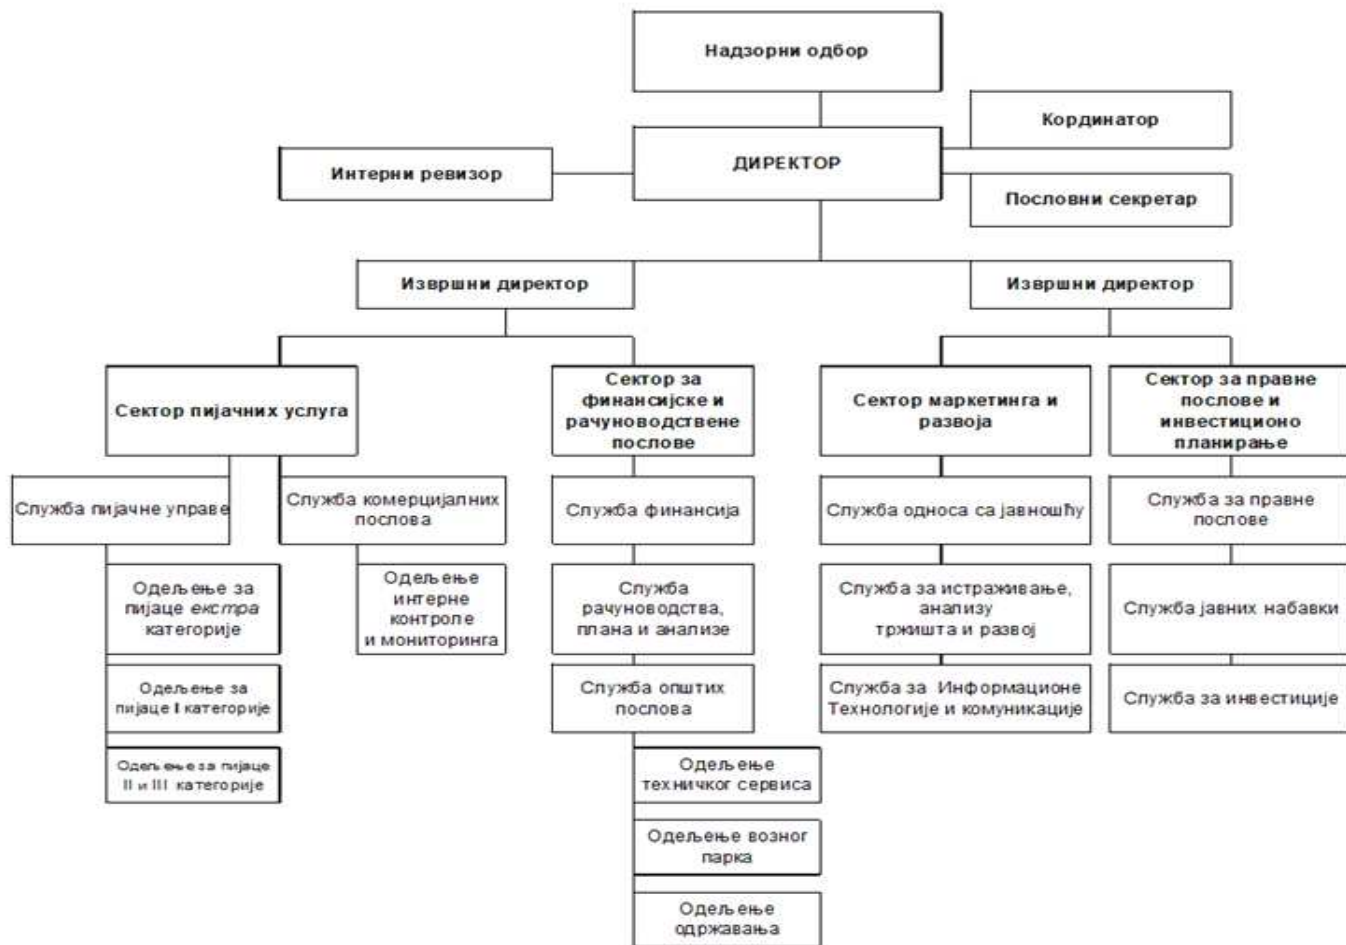 Надзорни одбор
Кординатор
ДИРЕКТОР
Интерни ревизор
Пословни секретар
Извршни директор
Извршни директор
Сектор пијачних услуга
Сектор за
финансијске и
рачуноводствене
послове
Сектор маркетинга и
развоја
Сектор за правне
послове и
инвестиционо
планирање
Служба пијачне управе
Служба комерцијалних
послова
Служба финансија
Служба односа са јавношћу
Служба за правне
послове
Одељење за
пијаце екстра
категорије
Одељење
интерне
контроле
и мониторинга
Служба
рачуноводства,
плана и анализе
Служба за истраживање,
анализу
тржишта и развој
Служба јавних набавки
Одељење за
пијаце I категорије
Служба општих
послова
Служба за Информационе
Технологије и комуникације
Служба за инвестиције
Одељење за пијаце
II и III категорије
Одељење
техничког сервиса
Одељење возног
парка
Одељење
одржавања